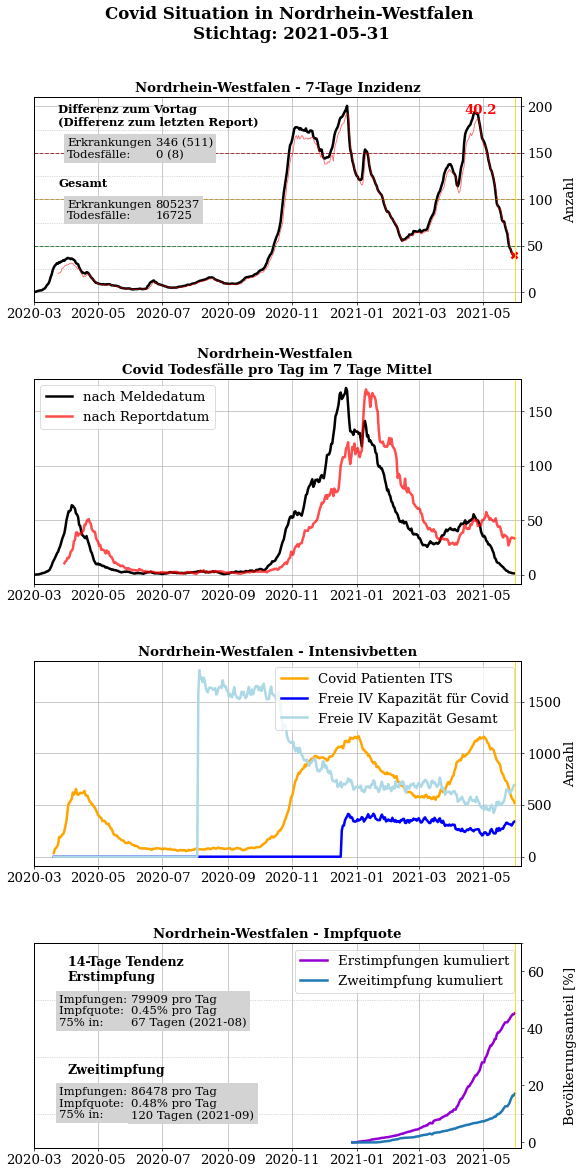 Covid Situation in Nordrhein-Westfalen
Stichtag: 2021-05-31
Nordrhein-Westfalen - 7-Tage Inzidenz
Differenz zum Vortag
(Differenz zum letzten Report)
Erkrankungen 346 (511)
Todesfälle: 0 (8)
Gesamt
Erkrankungen 805237
Todesfälle: 16725
40.2
200
150
100
50
0
Anzahl
2020-03 2020-05 2020-07 2020-09 2020-11 2021-01 2021-03 2021-05
Nordrhein-Westfalen
Covid Todesfälle pro Tag im 7 Tage Mittel
nach Meldedatum
nach Reportdatum
150
100
50
0
2020-03 2020-05 2020-07 2020-09 2020-11 2021-01 2021-03 2021-05
Nordrhein-Westfalen - Intensivbetten
Covid Patienten ITS
Freie IV Kapazität für Covid
Freie IV Kapazität Gesamt
1500
1000
500
0
Anzahl
2020-03 2020-05 2020-07 2020-09 2020-11 2021-01 2021-03 2021-05
Nordrhein-Westfalen - Impfquote
14-Tage Tendenz
Erstimpfung
Impfungen: 79909 pro Tag
Impfquote: 0.45% pro Tag
75% in: 67 Tagen (2021-08)
Zweitimpfung
Impfungen: 86478 pro Tag
Impfquote: 0.48% pro Tag
75% in: 120 Tagen (2021-09)
Erstimpfungen kumuliert
Zweitimpfung kumuliert
60
40
20
0
Bevölkerungsanteil [%]
2020-03 2020-05 2020-07 2020-09 2020-11 2021-01 2021-03 2021-05